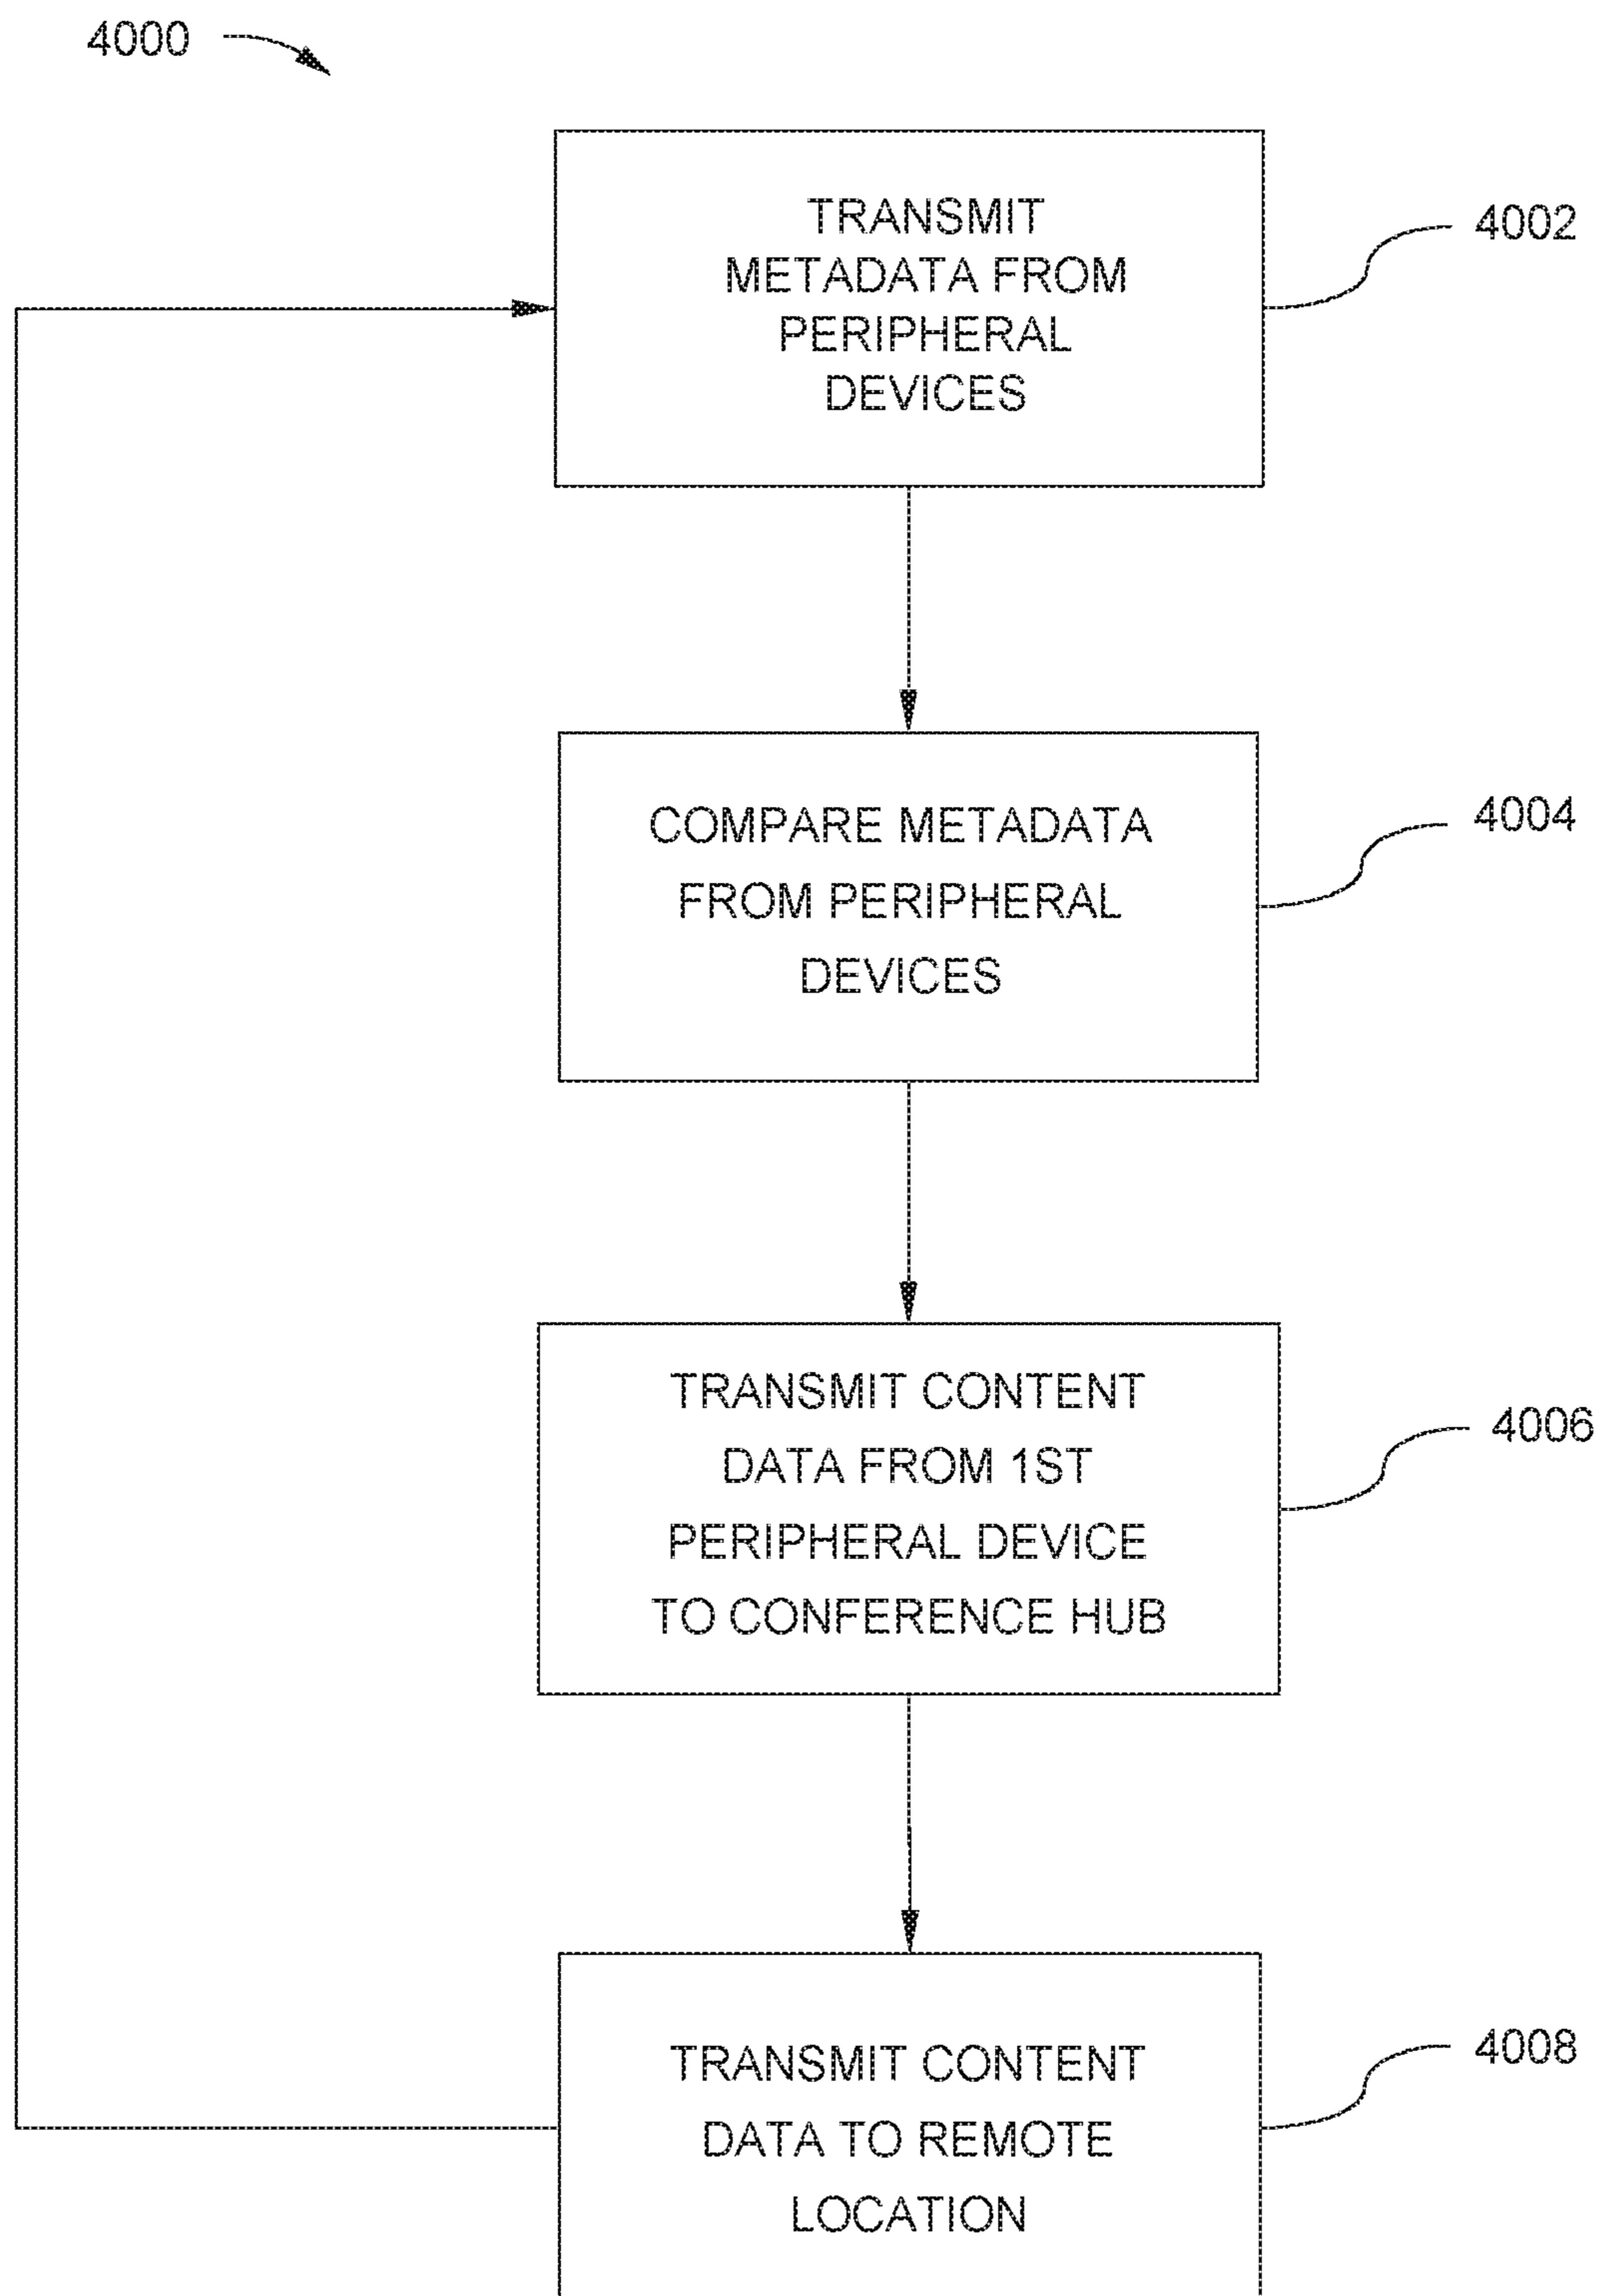 4000
TRANSMIT
METADATA FROM
PERIPHERAL
DEVICES
4002
COMPARE METADATA
FROM PERIPHERAL
DEVICES
4004
TRANSMIT CONTENT
DATA FROM 1ST
PERIPHERAL DEVICE
TO CONFERENCE HUB
4006
TRANSMIT CONTENT
DATA TO REMOTE
LOCATION
4008